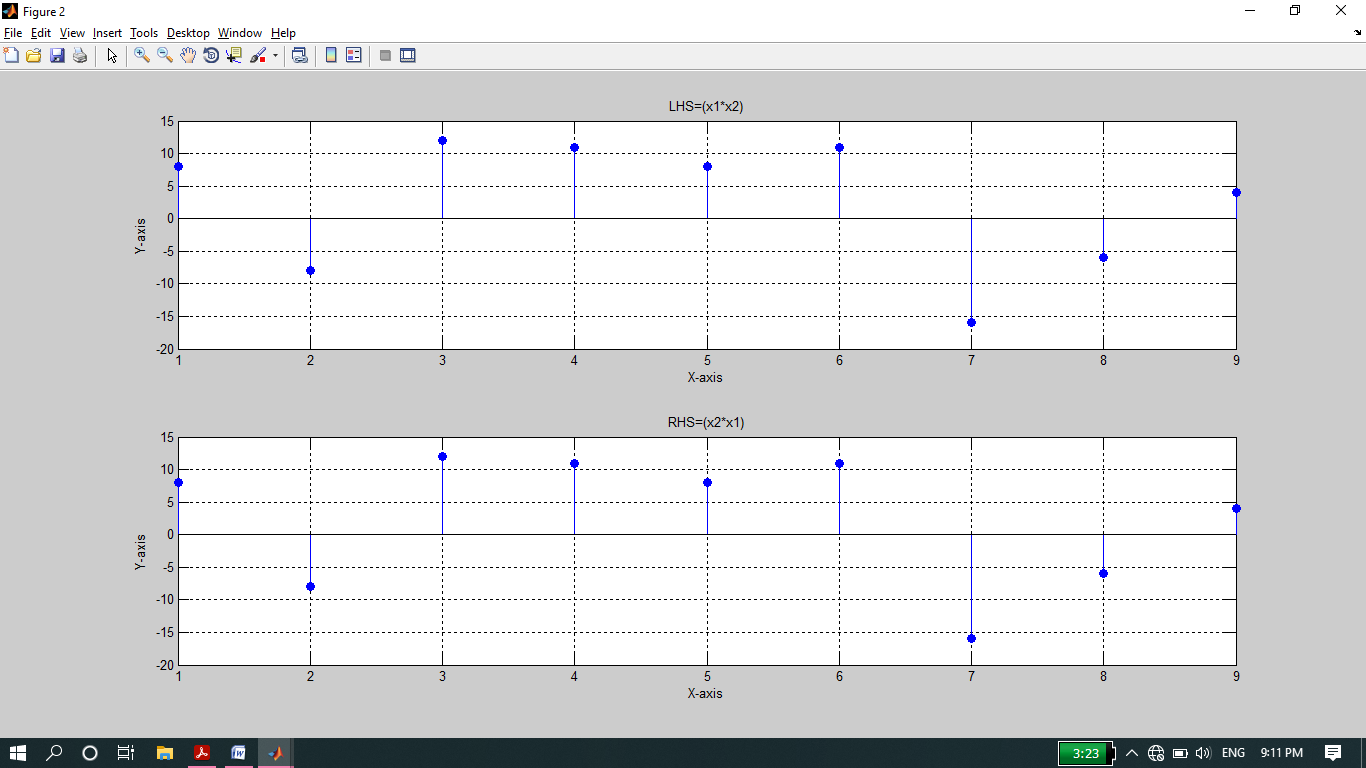 Figure 2
File Edit View Insert Tools Desktop Window Help
LHS=(x1*x2)
15
10
5
0
-5
-10
-15
-20
Y-axis
1 2 3 4 5 6 7 8 9
X-axis
RHS=(x2*x1)
15
10
5
0
-5
-10
-15
-20
Y-axis
1 2 3 4 5 6 7 8 9
X-axis
3:23 ENG 9:11 PM